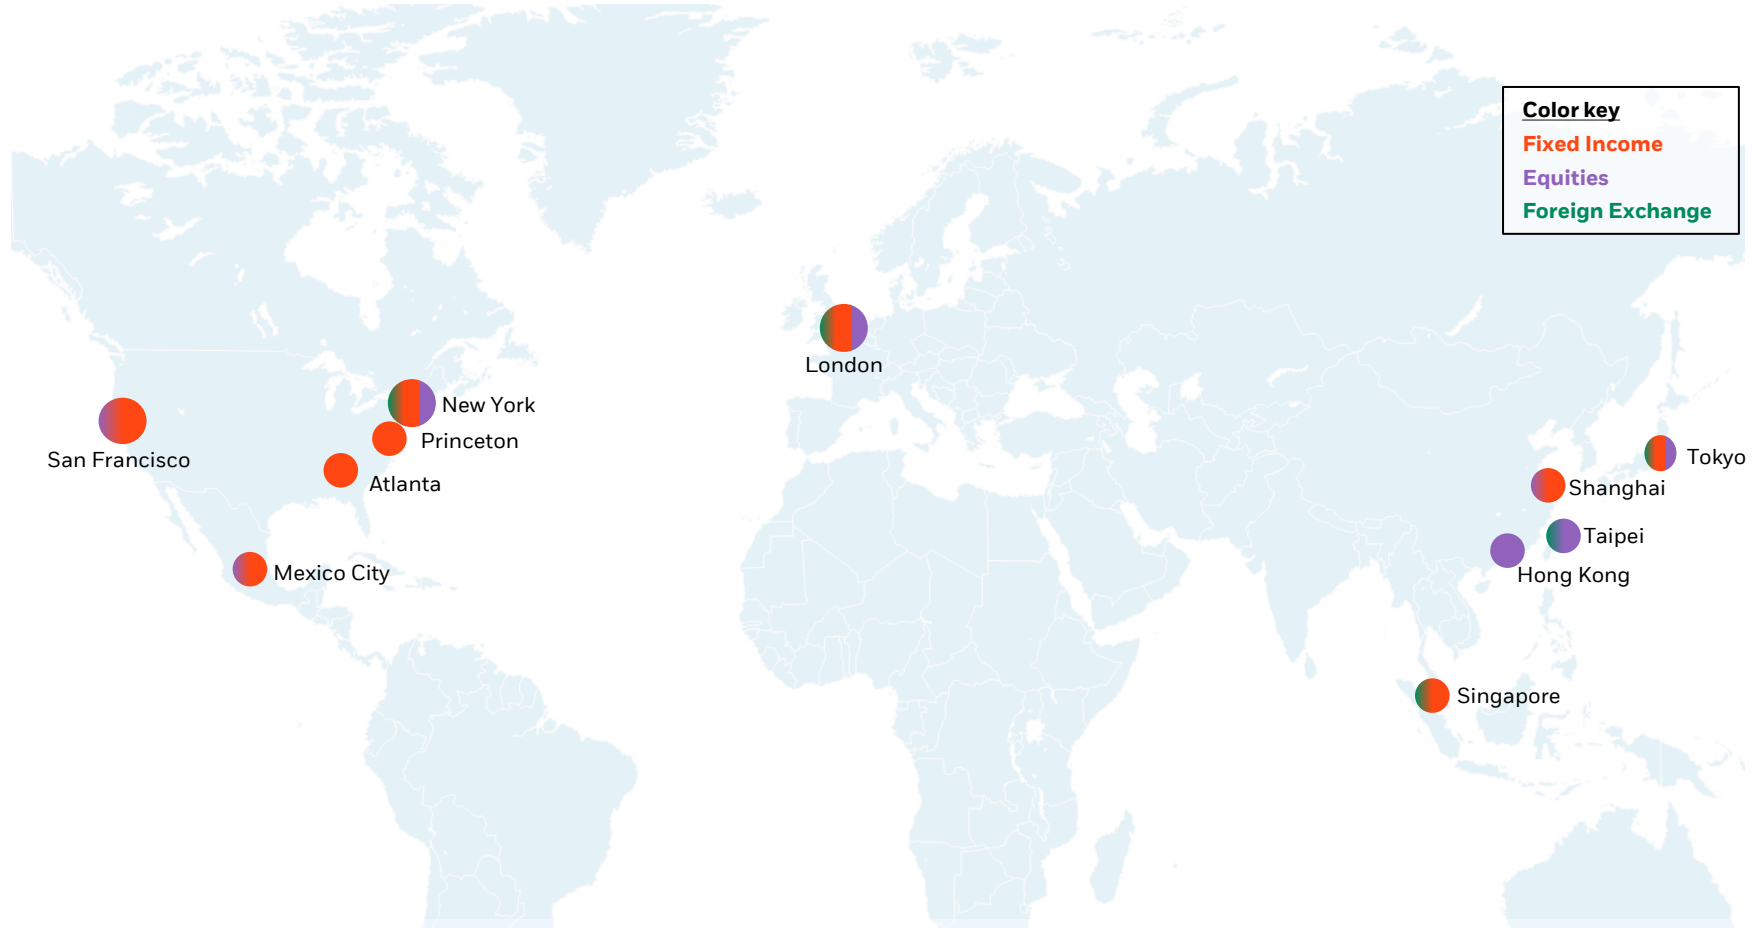 Color key
Fixed Income
Equities
Foreign Exchange
London
New York
Princeton
San Francisco
Atlanta
Mexico City
Tokyo
Shanghai
Taipei
Hong Kong
Singapore